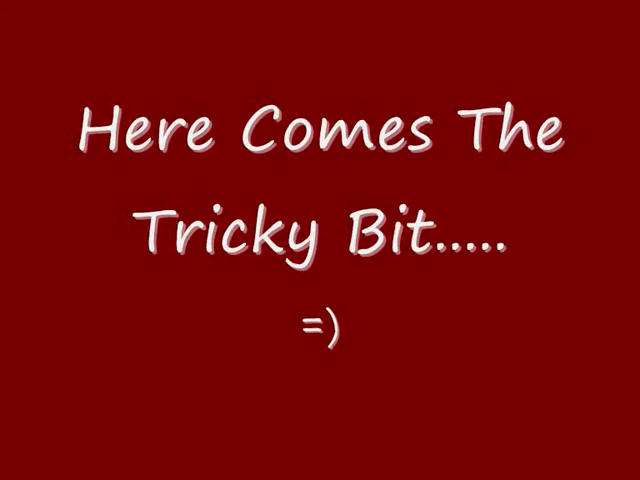 Here Comes The
Tricky Bit.....
=)